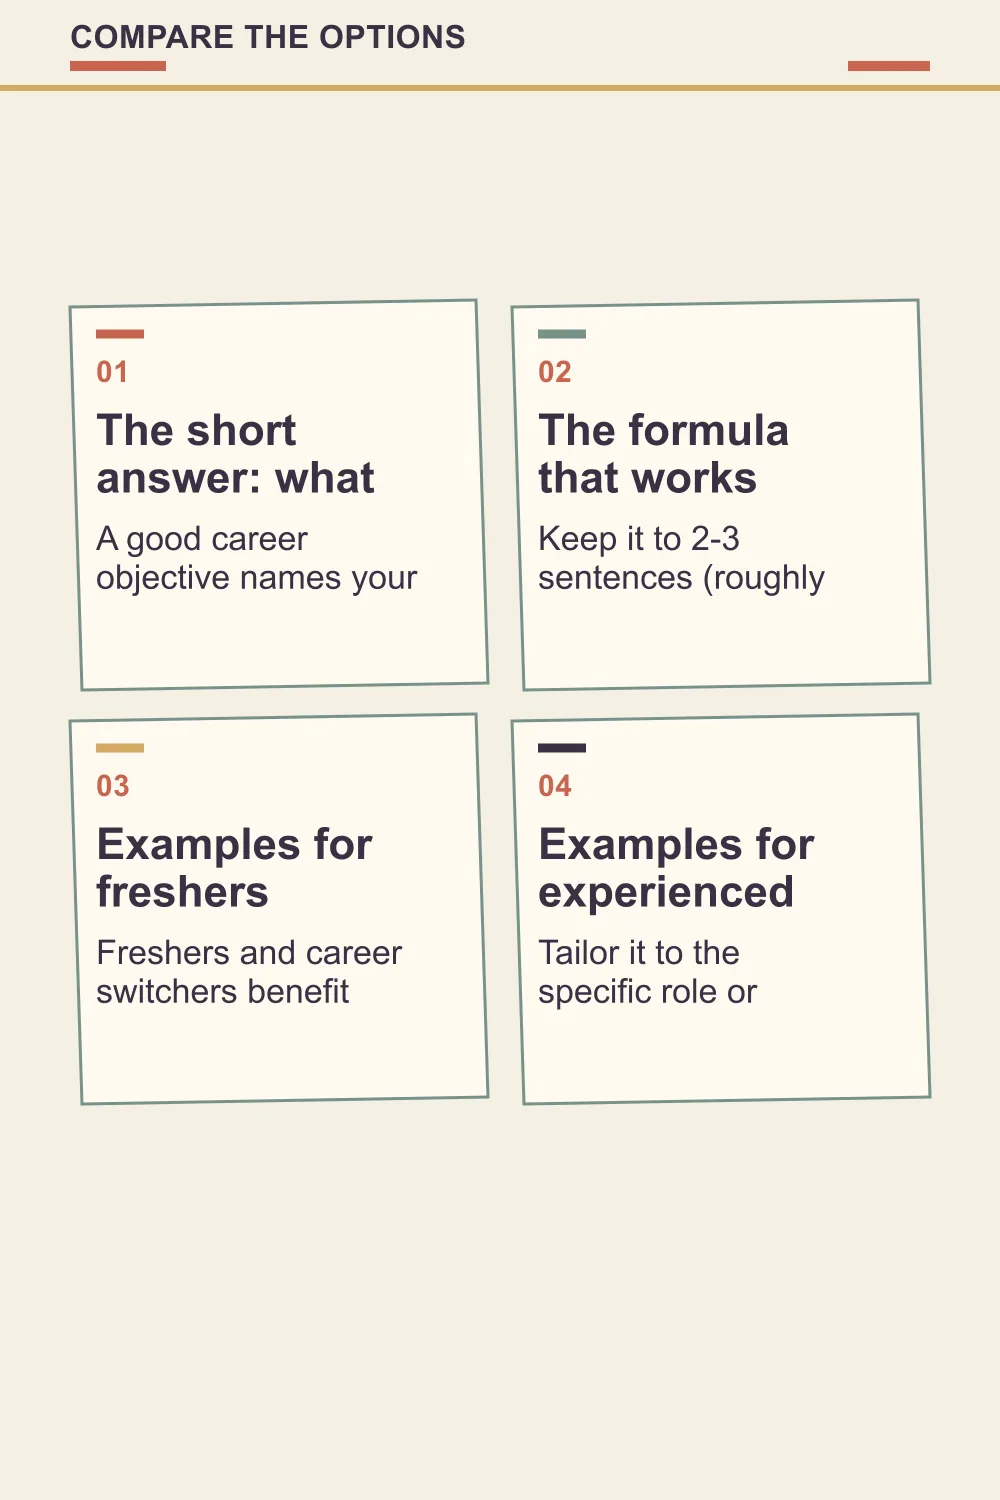 COMPARE THE OPTIONS
01
The short
answer: what
A good career
objective names your
02
The formula
that works
Keep it to 2-3
sentences (roughly
03
Examples for
freshers
Freshers and career
switchers benefit
04
Examples for
experienced
Tailor it to the
specific role or